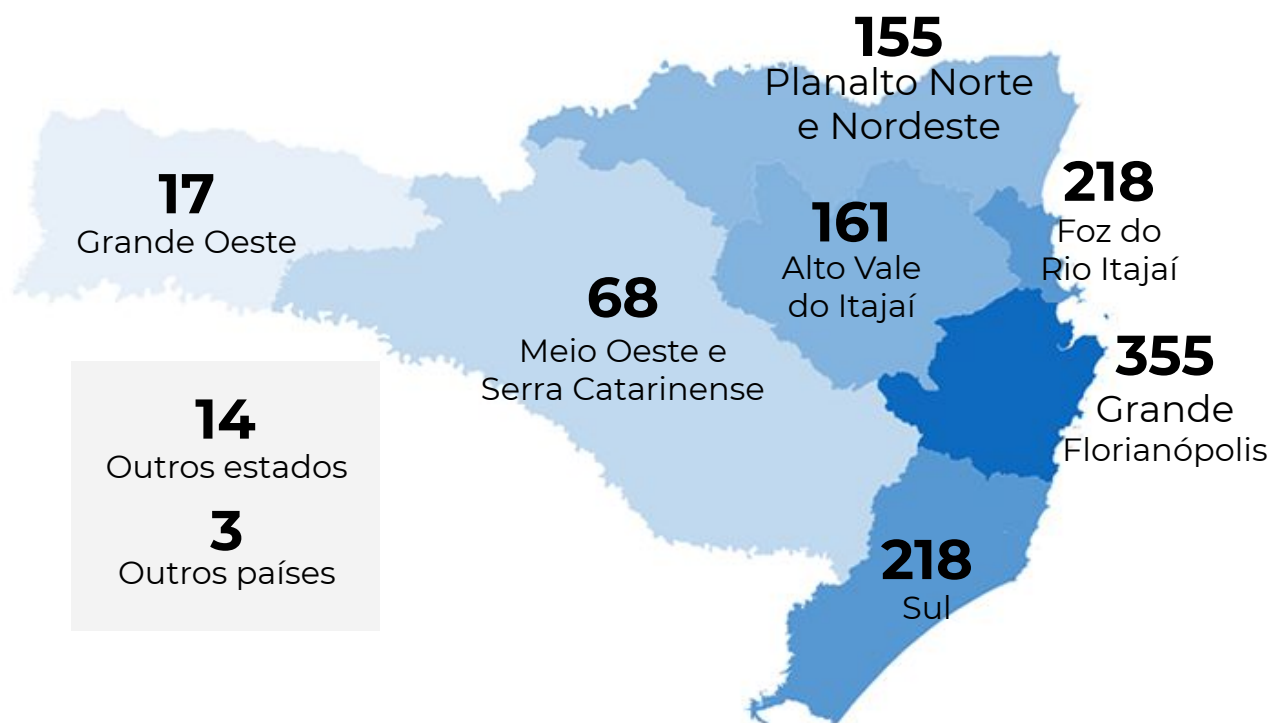 155
Planalto Norte
e Nordeste
17
Grande Oeste
161
Alto Vale
do Itajaí
218
Foz do
Rio Itajaí
68
Meio Oeste e
Serra Catarinense
355
Grande
Florianópolis
14
Outros estados
3
Outros países
218
Sul